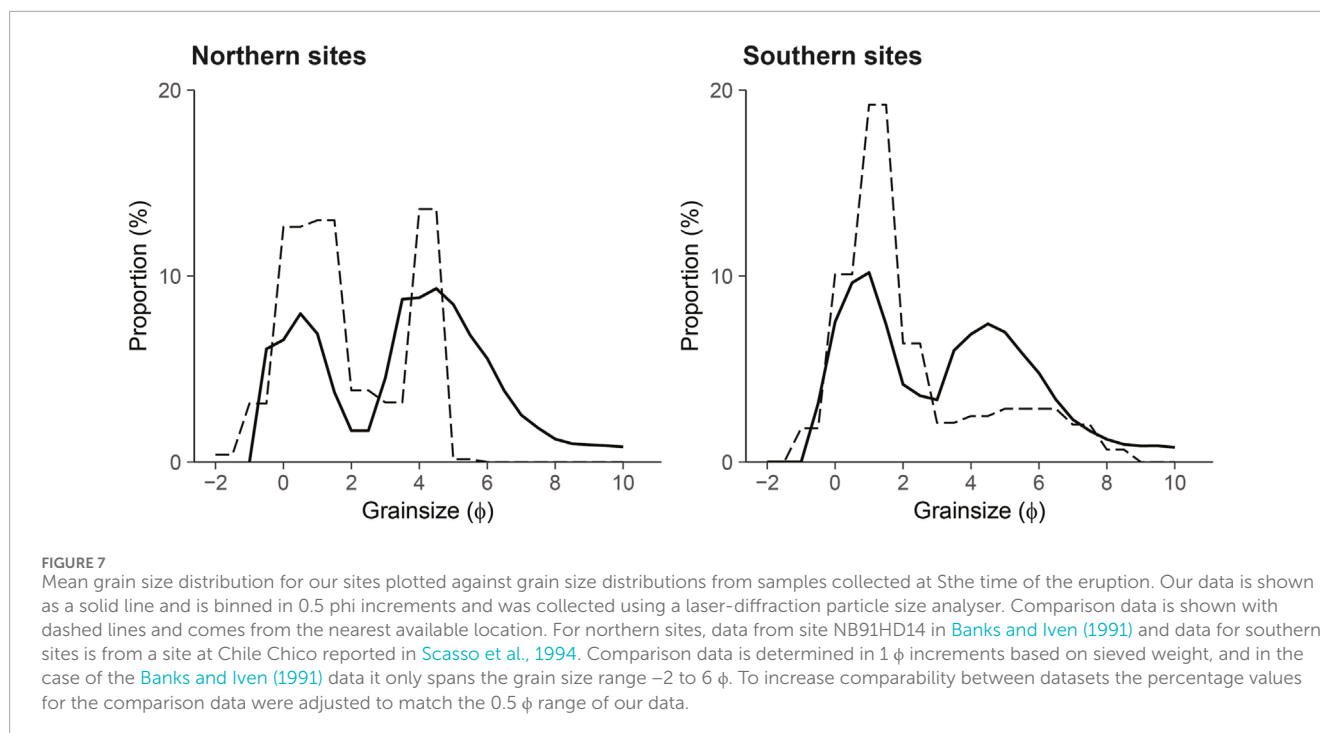 Northern sites
Southern sites
20
10
0
Proportion (%)
−2 0 2 4 6 8 10
Grainsize (ϕ)
20
10
0
Proportion (%)
−2 0 2 4 6 8 10
Grainsize (ϕ)
FIGURE 7
Mean grain size distribution for our sites plotted against grain size distributions from samples collected at Sthe time of the eruption. Our data is shown
as a solid line and is binned in 0.5 phi increments and was collected using a laser-diffraction particle size analyser. Comparison data is shown with
dashed lines and comes from the nearest available location. For northern sites, data from site NB91HD14 in Banks and Iven (1991) and data for southern
sites is from a site at Chile Chico reported in Scasso et al., 1994. Comparison data is determined in 1 ϕ increments based on sieved weight, and in the
case of the Banks and Iven (1991) data it only spans the grain size range −2 to 6 ϕ. To increase comparability between datasets the percentage values
for the comparison data were adjusted to match the 0.5 ϕ range of our data.